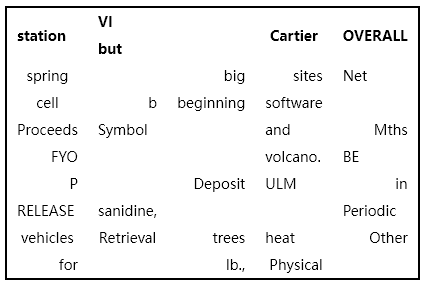 station VI but Cartier OVERALL
spring big sites Net
cell b beginning software
Proceeds Symbol and Mths
FYO volcano. BE
P Deposit ULM in
RELEASE sanidine, Periodic
vehicles Retrieval trees heat Other
for lb., Physical